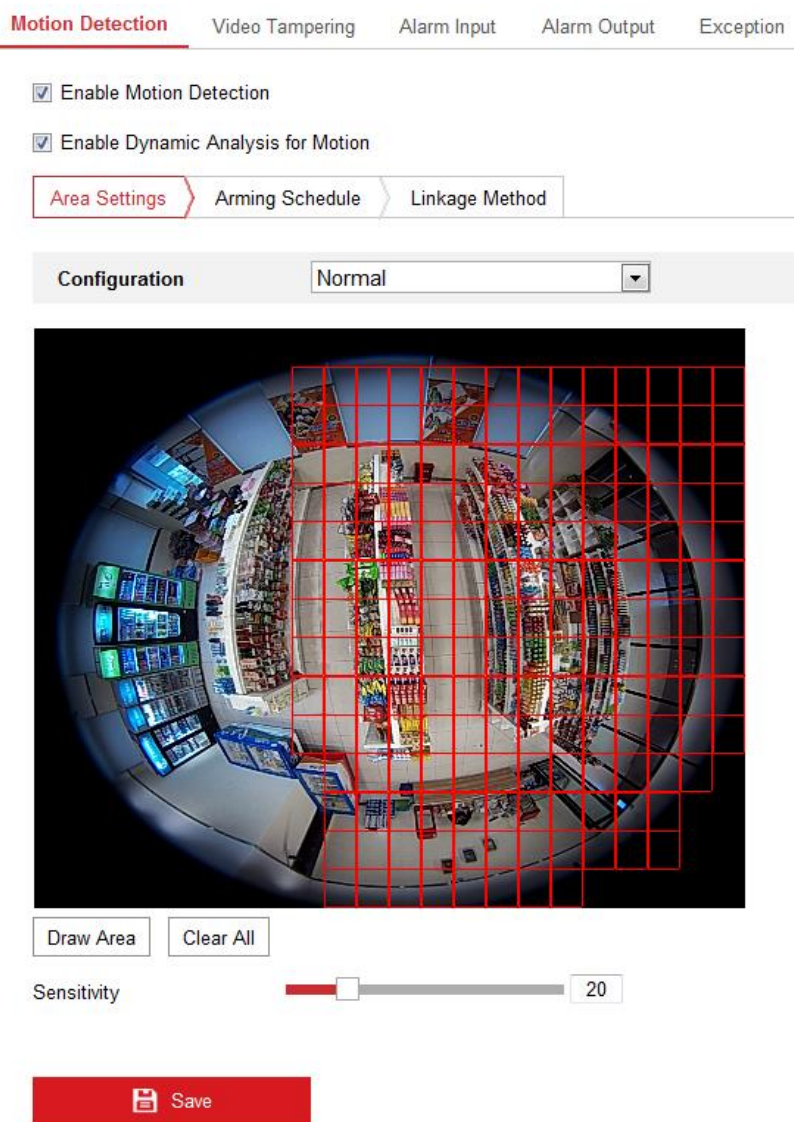 Motion Detection Video Tampering Alarm Input Alarm Output Exception
Enable Motion Detection
Enable Dynamic Analysis for Motion
Area Settings Arming Schedule Linkage Method
Configuration Normal
Draw Area Clear All
Sensitivity 20
Save